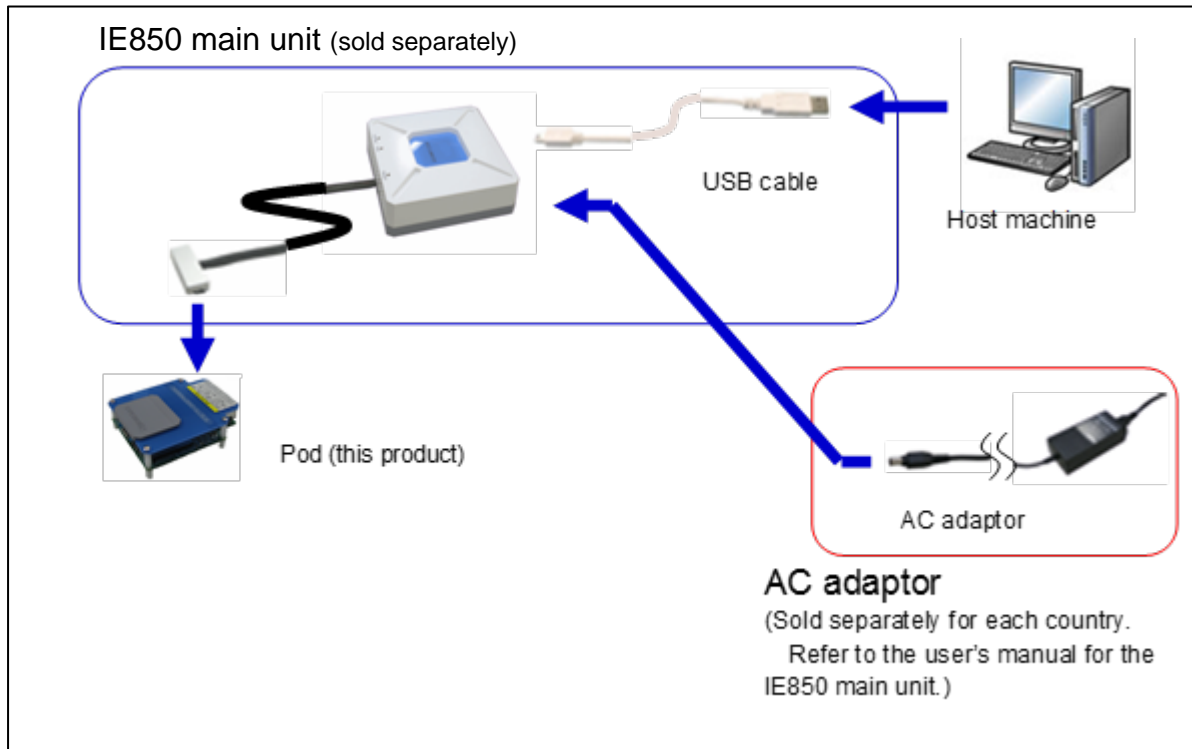 IE850 main unit (sold separately)
USB cable
Host machine
Pod (this product)
AC adaptor
AC adaptor
(Sold separately for each country.
Refer to the user's manual for the
IE850 main unit.)